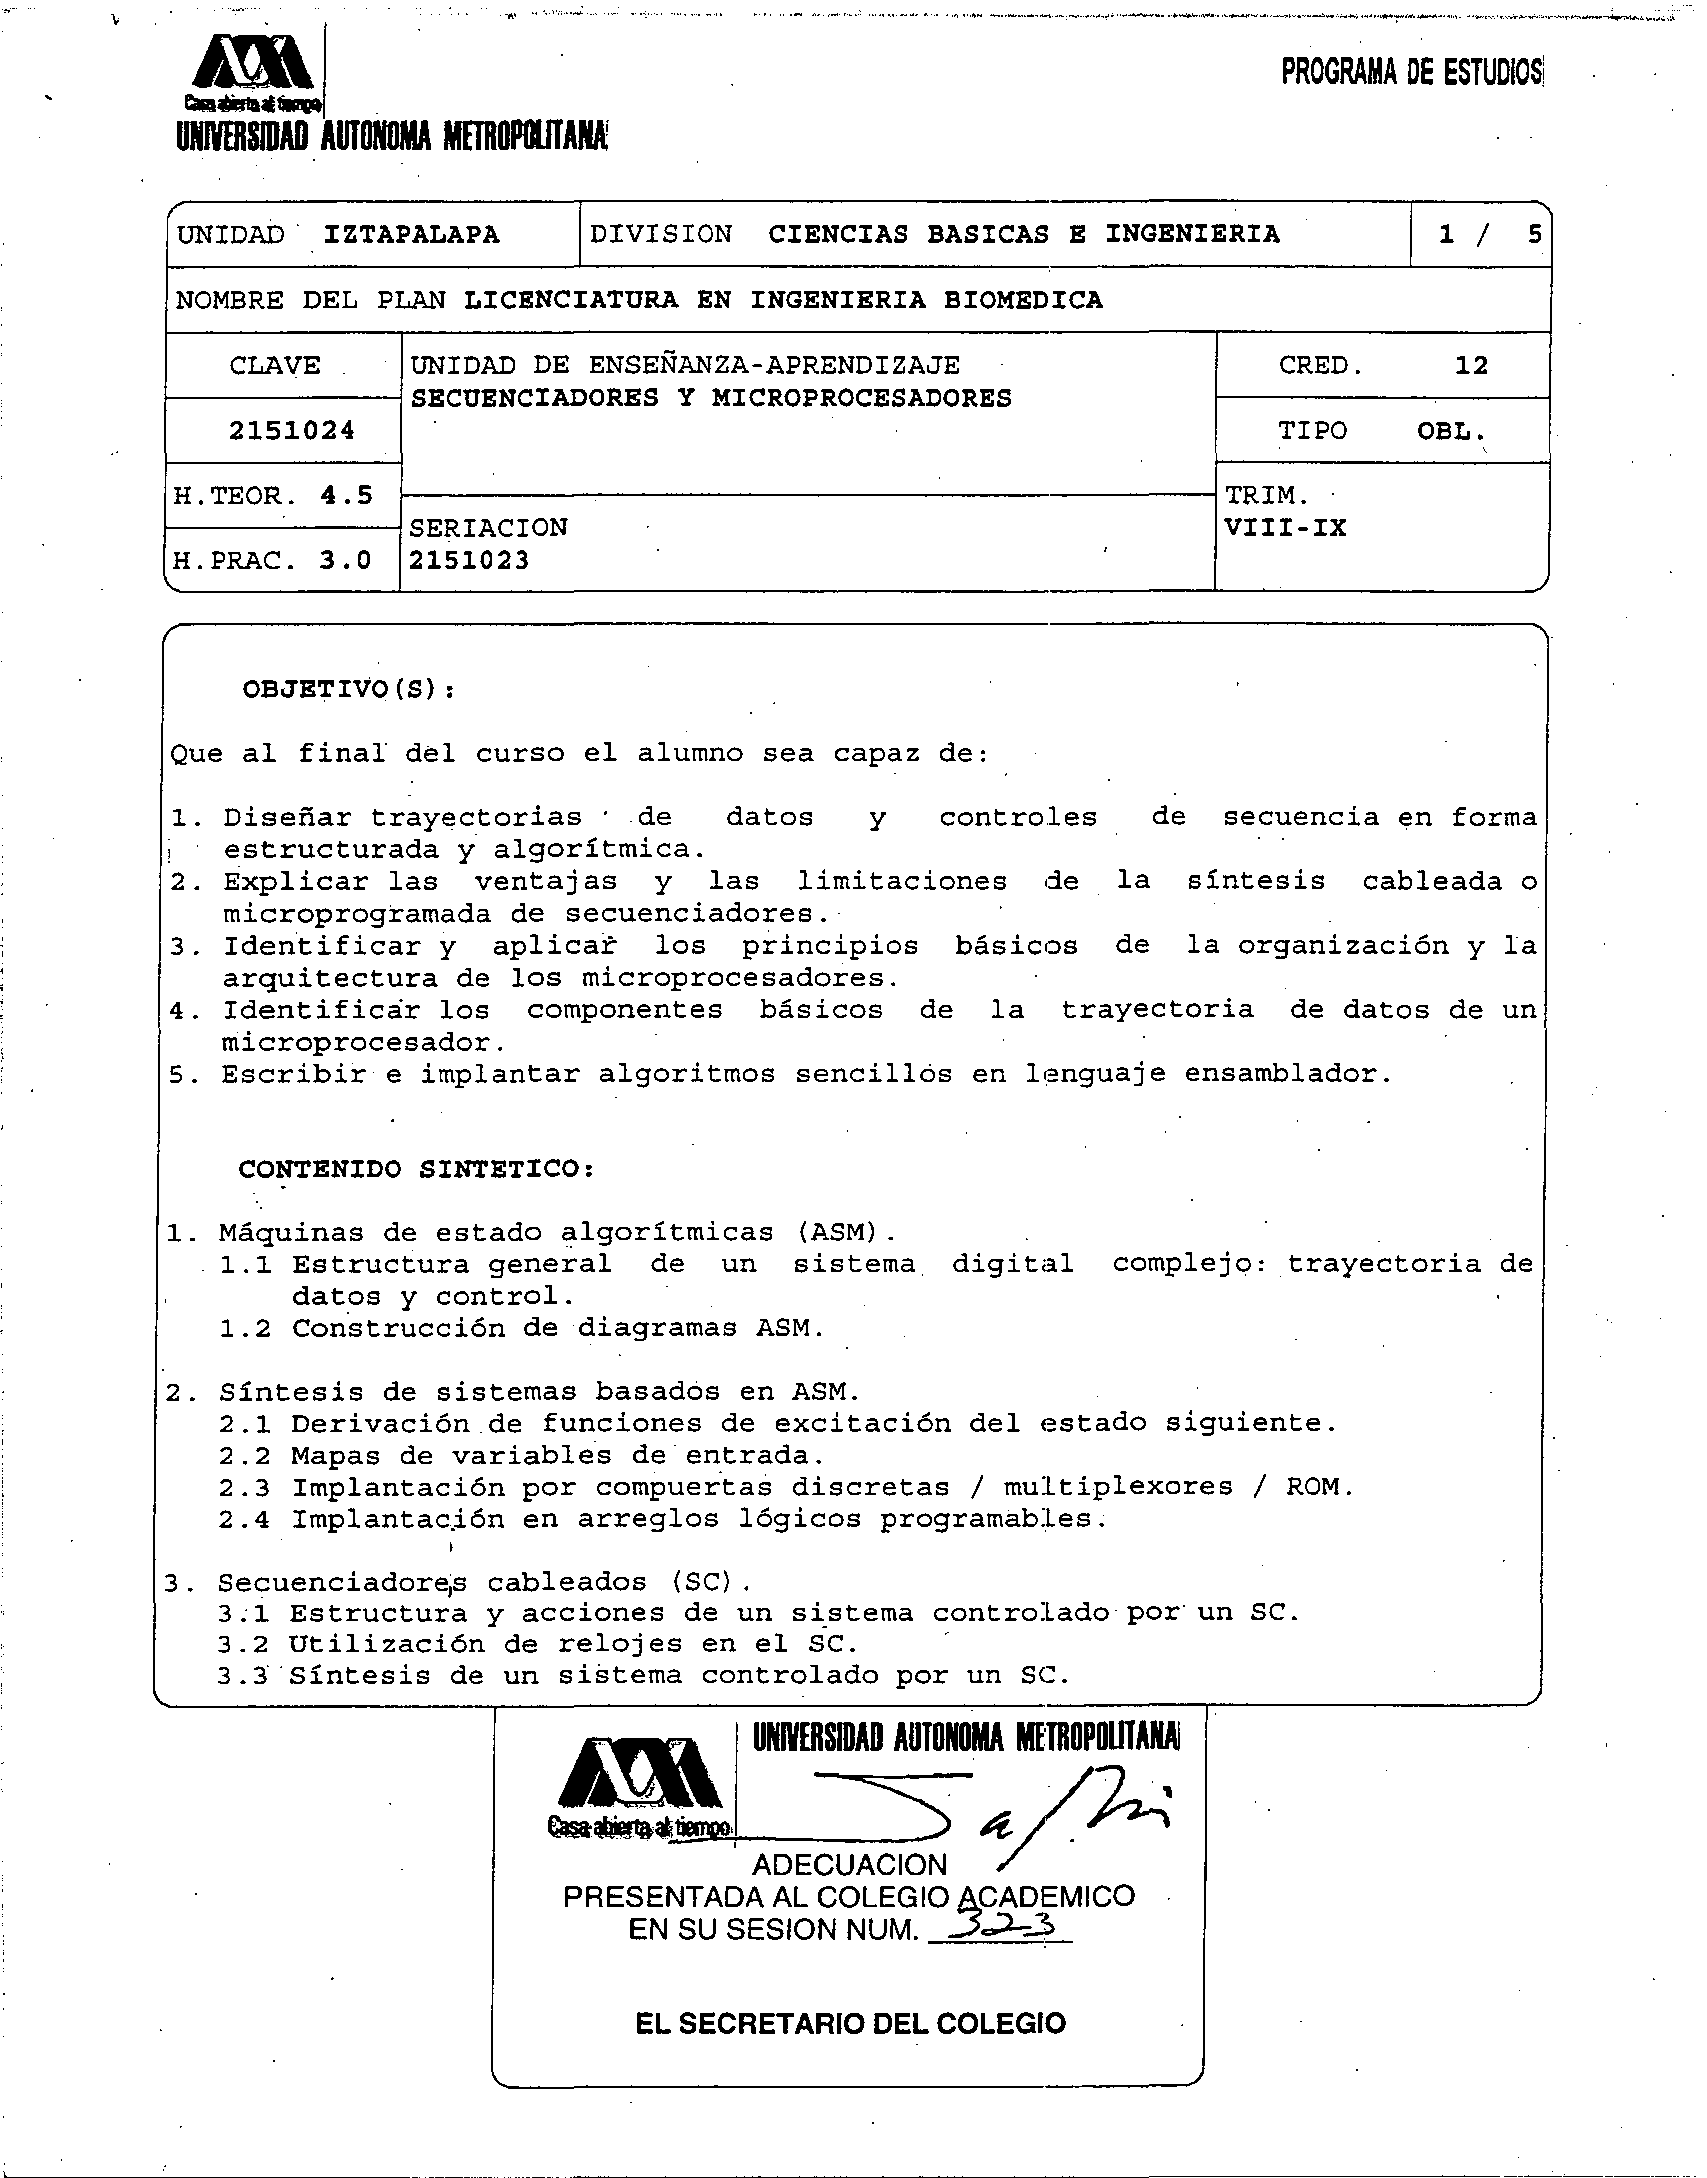 PROGRAMA DE ESTUDIOS
Casa abierta al tiempo
UNIVERSIDAD AUTONOMA METROPOLITANA
UNIDAD IZTAPALAPA DIVISION CIENCIAS BASICAS E INGENIERIA 1 / 5
NOMBRE DEL PLAN LICENCIATURA EN INGENIERIA BIOMEDICA
CLAVE UNIDAD DE ENSEÑANZA-APRENDIZAJE CRED. 12
SECUENCIADORES Y MICROPROCESADORES
2151024 TIPO OBL.
H.TEOR. 4.5 TRIM.
SERIACION VIII-IX
H.PRAC. 3.0 2151023
OBJETIVO(S):
Que al final del curso el alumno sea capaz de:
1. Diseñar trayectorias de datos y controles de secuencia en forma
estructurada y algorítmica.
2. Explicar las ventajas y las limitaciones de la síntesis cableada o
microprogramada de secuenciadores.
3. Identificar y aplicar los principios básicos de la organización y la
arquitectura de los microprocesadores.
4. Identificar los componentes básicos de la trayectoria de datos de un
microprocesador.
5. Escribir e implantar algoritmos sencillos en lenguaje ensamblador.
CONTENIDO SINTETICO:
1. Máquinas de estado algorítmicas (ASM).
1.1 Estructura general de un sistema digital complejo: trayectoria de
datos y control.
1.2 Construcción de diagramas ASM.
2. Síntesis de sistemas basados en ASM.
2.1 Derivación de funciones de excitación del estado siguiente.
2.2 Mapas de variables de entrada.
2.3 Implantación por compuertas discretas / multiplexores / ROM.
2.4 Implantación en arreglos lógicos programables.
3. Secuenciadores cableados (SC).
3.1 Estructura y acciones de un sistema controlado por un SC.
3.2 Utilización de relojes en el SC.
3.3 Síntesis de un sistema controlado por un SC.
UNIVERSIDAD AUTONOMA METROPOLITANA
Casa abierta al tiempo
ADECUACION
PRESENTADA AL COLEGIO ACADEMICO
EN SU SESION NUM. 323
EL SECRETARIO DEL COLEGIO